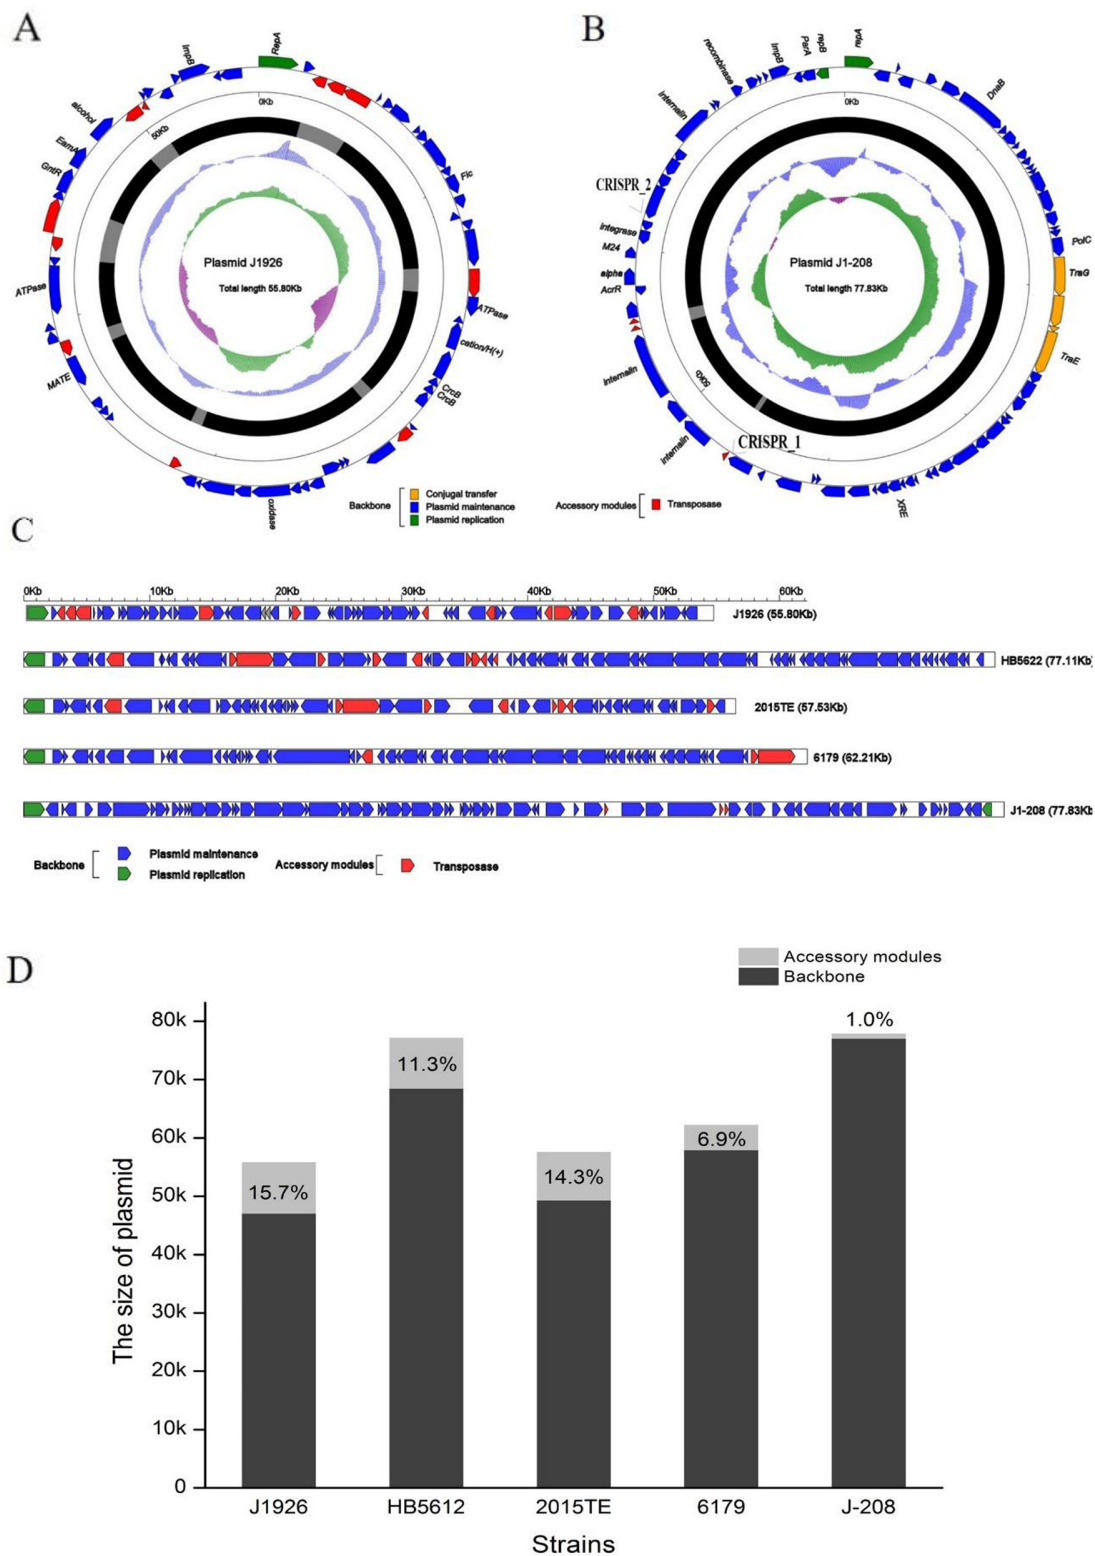 A
B
ImpB
RepA
alcohol
EamA
GntR
ATPase
MATE
oxidase
CrcB
CrcB
cation/H(+)
ATPase
Fic
0Kb
50Kb
Plasmid J1926
Total length 55.80Kb
recombinase
ImpB
ParA
repB
repA
DnaB
PolC
TraG
TraE
XRE
internalin
CRISPR_1
internalin
AcrR
alpha
M24
integrase
CRISPR_2
internalin
0Kb
50Kb
Plasmid J1-208
Total length 77.83Kb
Backbone
Conjugal transfer
Plasmid maintenance
Plasmid replication
Accessory modules
Transposase
C
0Kb 10Kb 20Kb 30Kb 40Kb 50Kb 60Kb
J1926 (55.80Kb)
HB5622 (77.11Kb)
2015TE (57.53Kb)
6179 (62.21Kb)
J1-208 (77.83Kb
Backbone
Plasmid maintenance
Plasmid replication
Accessory modules
Transposase
D
Accessory modules
Backbone
80k
70k
60k
50k
40k
30k
20k
10k
0
The size of plasmid
15.7%
11.3%
14.3%
6.9%
1.0%
J1926 HB5612 2015TE 6179 J-208
Strains